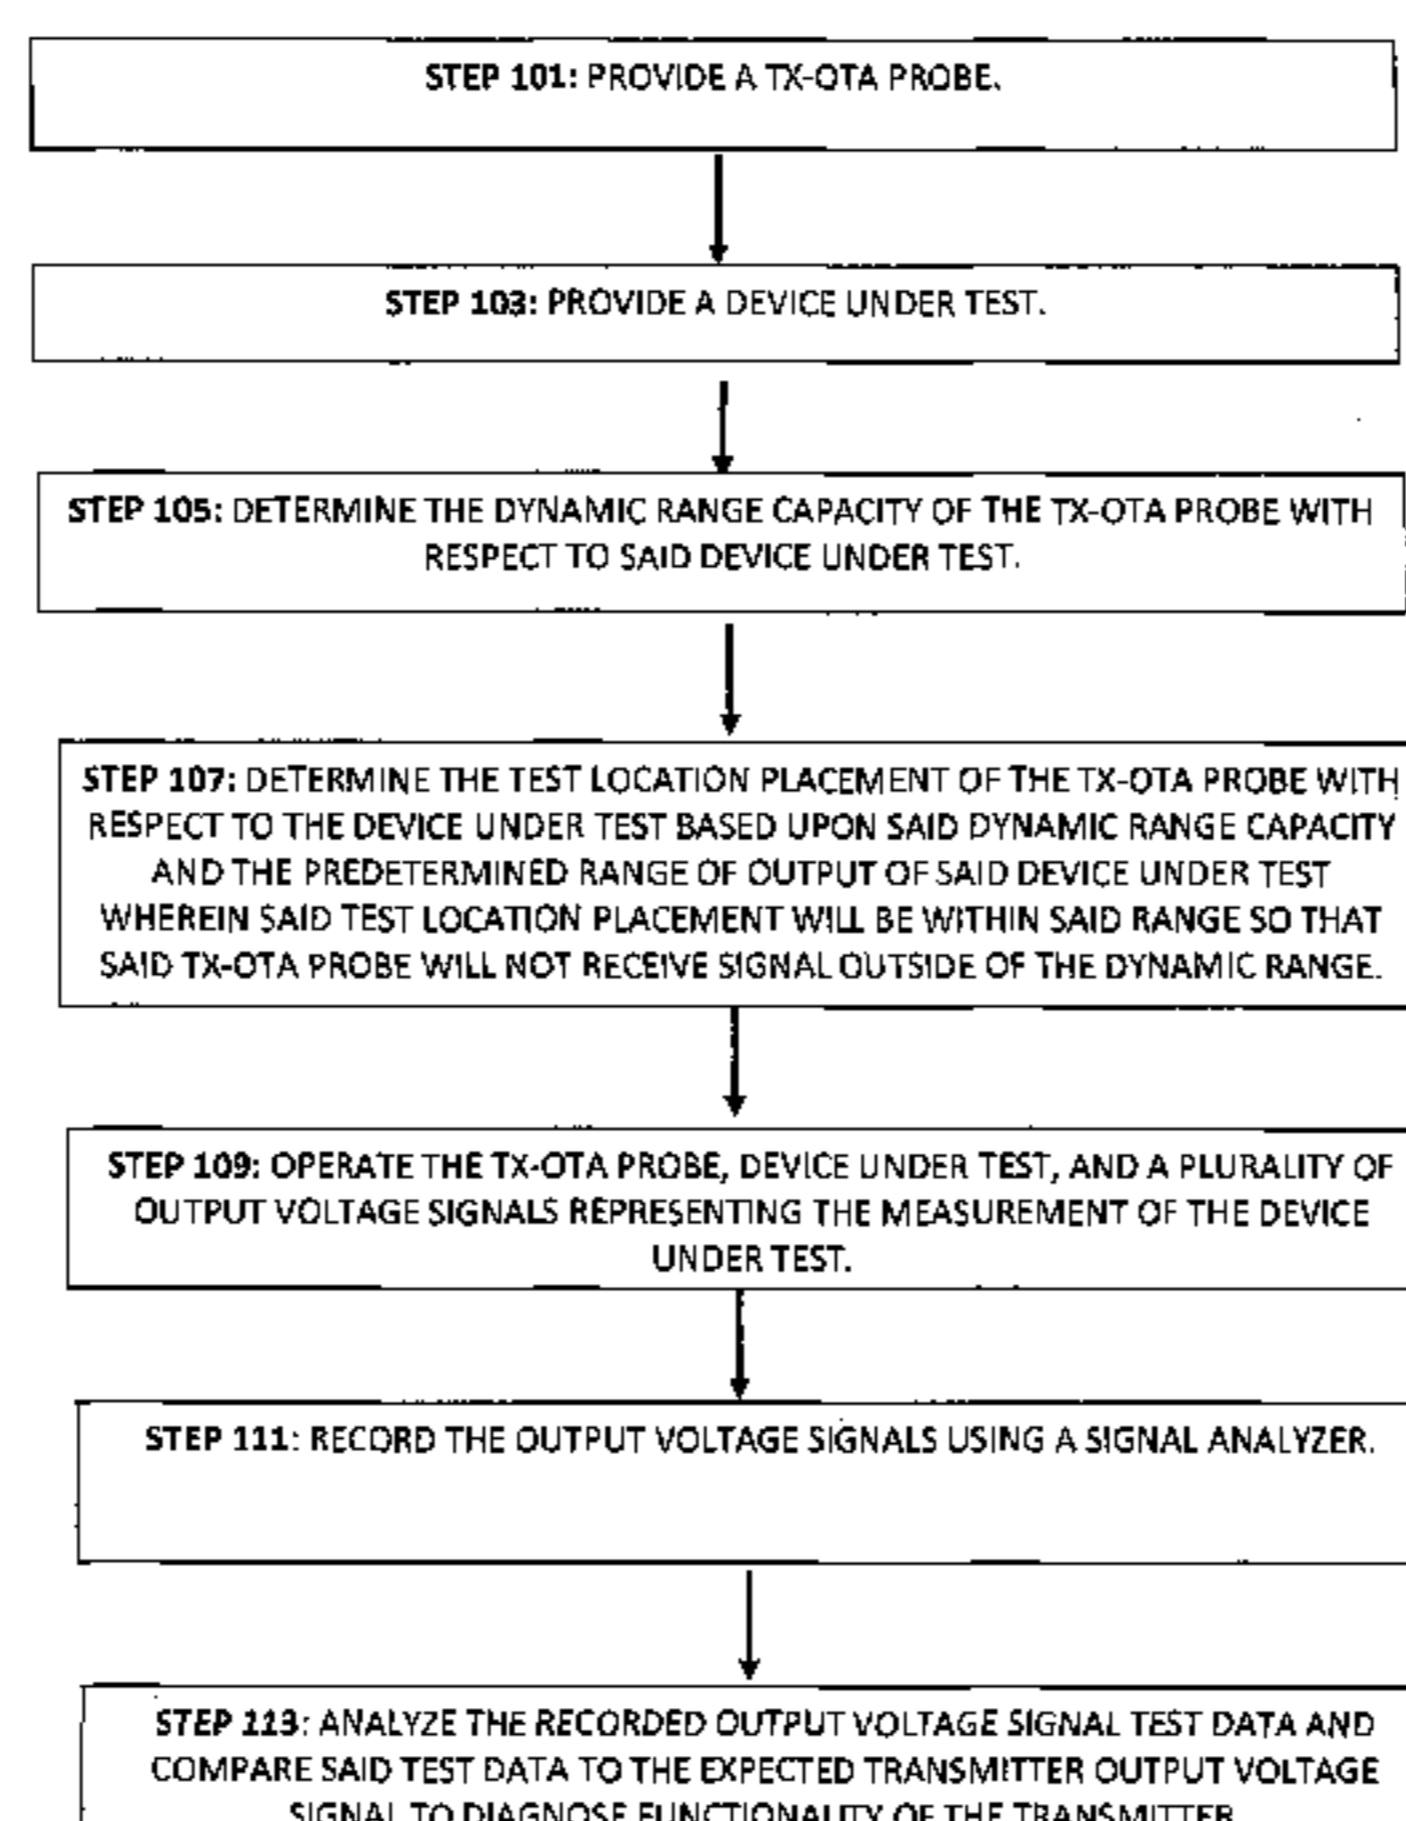 STEP 101: PROVIDE A TX-OTA PROBE.
STEP 103: PROVIDE A DEVICE UNDER TEST.
STEP 105: DETERMINE THE DYNAMIC RANGE CAPACITY OF THE TX-OTA PROBE WITH
RESPECT TO SAID DEVICE UNDER TEST.
STEP 107: DETERMINE THE TEST LOCATION PLACEMENT OF THE TX-OTA PROBE WITH
RESPECT TO THE DEVICE UNDER TEST BASED UPON SAID DYNAMIC RANGE CAPACITY
AND THE PREDETERMINED RANGE OF OUTPUT OF SAID DEVICE UNDER TEST
WHEREIN SAID TEST LOCATION PLACEMENT WILL BE WITHIN SAID RANGE SO THAT
SAID TX-OTA PROBE WILL NOT RECEIVE SIGNAL OUTSIDE OF THE DYNAMIC RANGE.
STEP 109: OPERATE THE TX-OTA PROBE, DEVICE UNDER TEST, AND A PLURALITY OF
OUTPUT VOLTAGE SIGNALS REPRESENTING THE MEASUREMENT OF THE DEVICE
UNDER TEST.
STEP 111: RECORD THE OUTPUT VOLTAGE SIGNALS USING A SIGNAL ANALYZER.
STEP 113: ANALYZE THE RECORDED OUTPUT VOLTAGE SIGNAL TEST DATA AND
COMPARE SAID TEST DATA TO THE EXPECTED TRANSMITTER OUTPUT VOLTAGE
SIGNAL TO DIAGNOSE FUNCTIONALITY OF THE TRANSMITTER